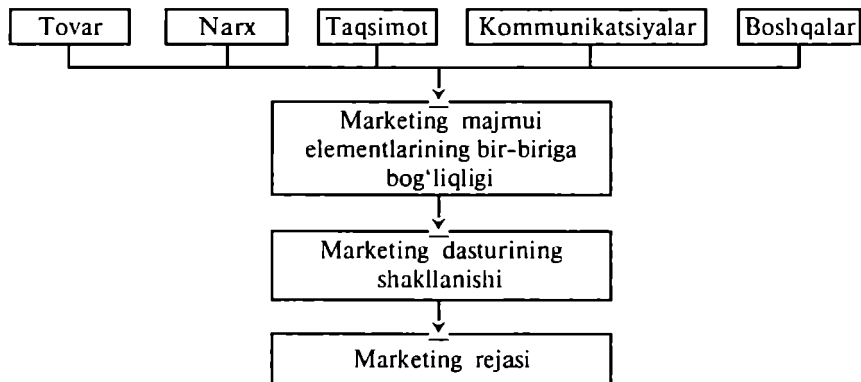 Tovar Narx Taqsimot Kommunikatsiyalar Boshqalar
Marketing majmui
elementlarining bir-biriga
bog‘liqligi
Marketing dasturining
shakllanishi
Marketing rejasi